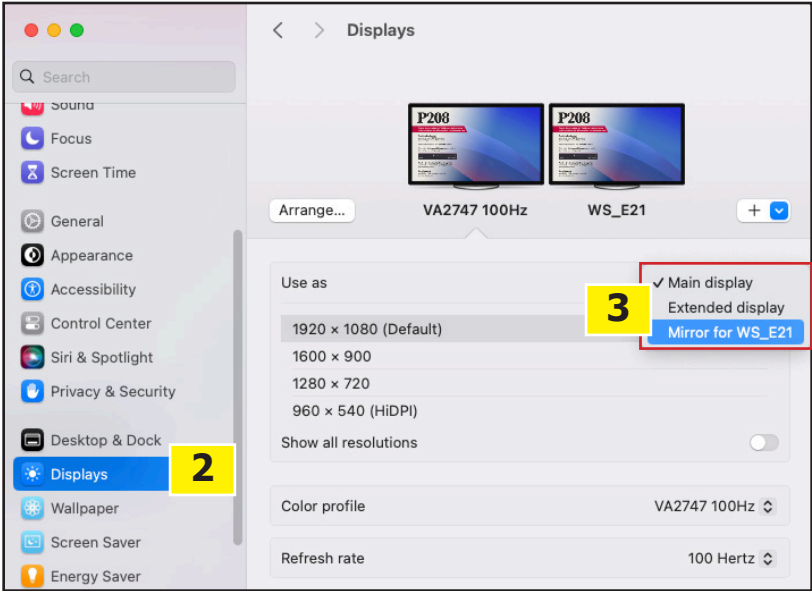 Displays
Search
Sound
Focus
Screen Time
General
Appearance
Accessibility
Control Center
Siri & Spotlight
Privacy & Security
Desktop & Dock
Displays
2
Wallpaper
Screen Saver
Energy Saver
P208
P208
Arrange...
VA2747 100Hz
WS_E21
+
Use as
3
✓ Main display
Extended display
Mirror for WS_E21
1920 × 1080 (Default)
1600 × 900
1280 × 720
960 × 540 (HiDPI)
Show all resolutions
Color profile
VA2747 100Hz
Refresh rate
100 Hertz